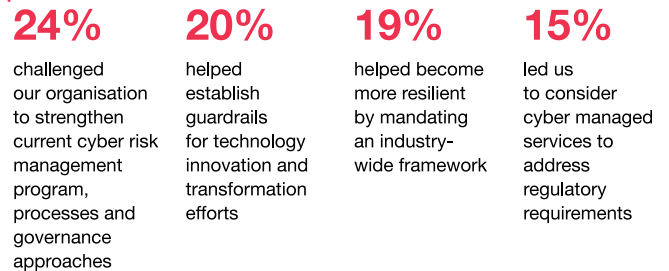 24%
challenged
our organisation
to strengthen
current cyber risk
management
program,
processes and
governance
approaches
20%
helped
establish
guardrails
for technology
innovation and
transformation
efforts
19%
helped become
more resilient
by mandating
an industry-
wide framework
15%
led us
to consider
cyber managed
services to
address
regulatory
requirements